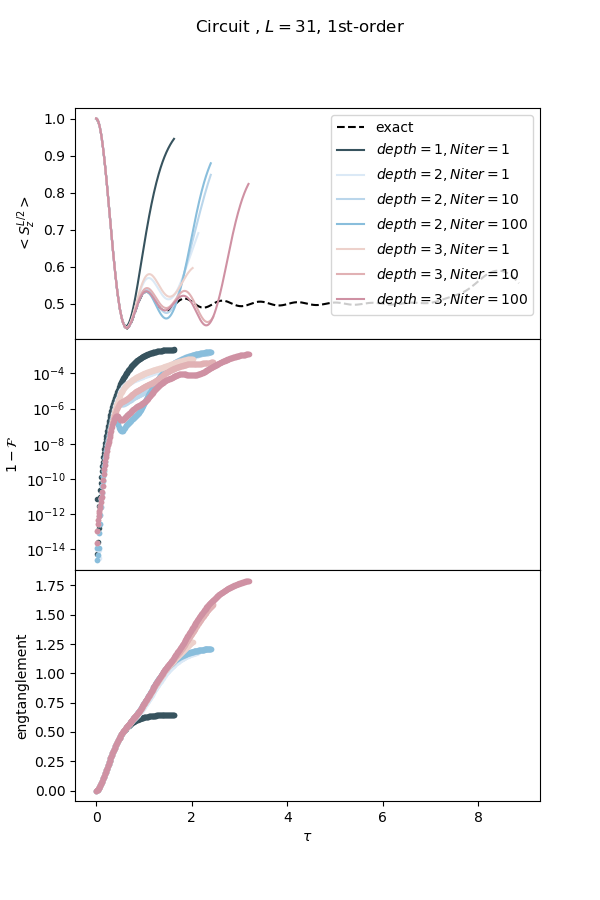 Circuit , L = 31, 1st-order
< S_z^{L/2} >
1.0
0.9
0.8
0.7
0.6
0.5
exact
depth = 1, Niter = 1
depth = 2, Niter = 1
depth = 2, Niter = 10
depth = 2, Niter = 100
depth = 3, Niter = 1
depth = 3, Niter = 10
depth = 3, Niter = 100
1 − F
10^{−4}
10^{−6}
10^{−8}
10^{−10}
10^{−12}
10^{−14}
engtanglement
1.75
1.50
1.25
1.00
0.75
0.50
0.25
0.00
0 2 4 6 8
τ